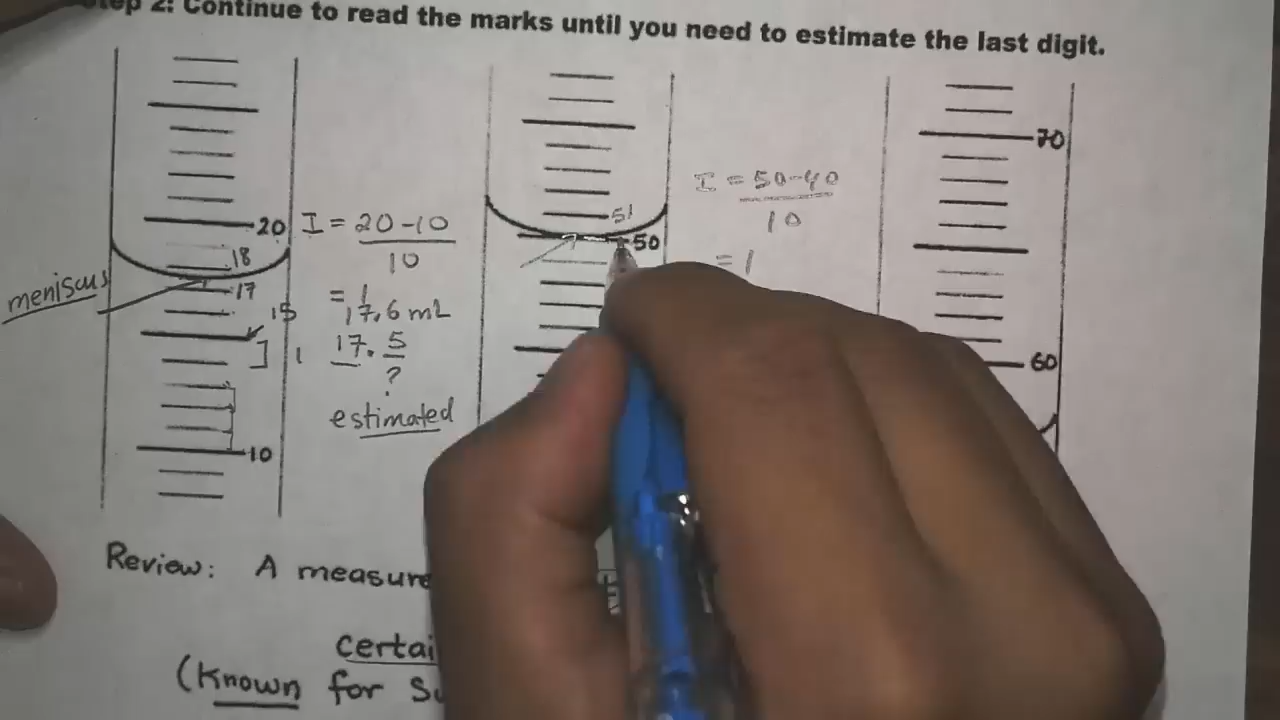 Step 2: Continue to read the marks until you need to estimate the last digit.
70
20
18
17
15
10
meniscus
I = 20-10
10
= 1
17.6 mL
17.5
?
estimated
51
50
I = 50-40
10
= 1
60
Review: A measure
certai
(Known for Su